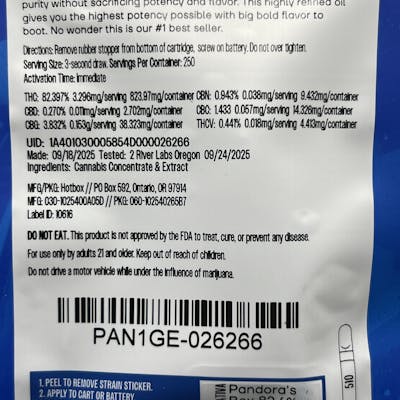 purity without sacrificing potency and flavor. This highly refined oil
gives you the highest potency possible with big bold flavor to
boot. No wonder this is our #1 best seller.
Directions: Remove rubber stopper from bottom of cartridge, screw on battery. Do not over tighten.
Serving Size: 3-second draw. Servings Per Container: 250
Activation Time: Immediate
THC: 82.397% 3.296mg/serving 823.97mg/container CBN: 0.943% 0.038mg/serving 9.432mg/container
CBD: 0.270% 0.011mg/serving 2.702mg/container CBC: 1.433 0.057mg/serving 14.326mg/container
CBG: 3.832% 0.153g/serving 38.323mg/container THCV: 0.441% 0.018mg/serving 4.413mg/container
UID: 1A401030005854D000026266
Made: 09/18/2025 Tested: 2 River Labs Oregon 09/24/2025
Ingredients: Cannabis Concentrate & Extract
MFG/PKG: Hotbox // PO Box 592, Ontario, OR 97914
MFG: 030-1025400A05D // PKG: 060-10254026587
Label ID: 10616
DO NOT EAT. This product is not approved by the FDA to treat, cure, or prevent any disease.
For use only by adults 21 and older. Keep out of reach of children.
Do not drive a motor vehicle while under the influence of marijuana.
PAN1GE-026266
1. PEEL TO REMOVE STRAIN STICKER.
2. APPLY TO CART OR BATTERY
Pandora's
510